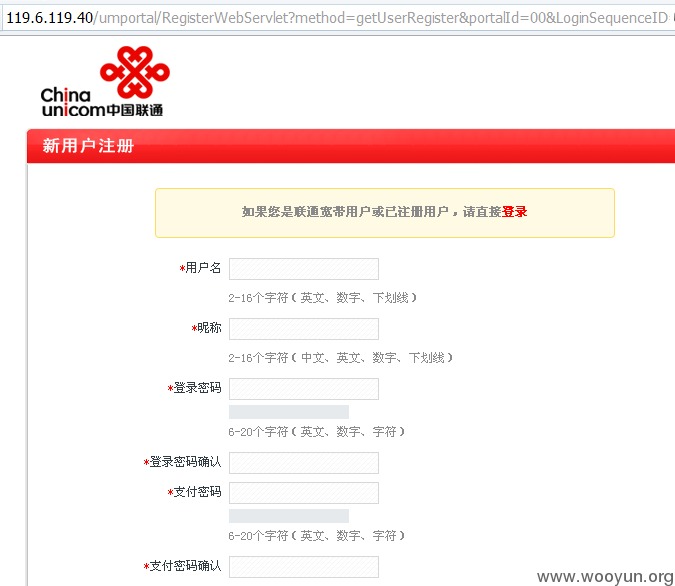 119.6.119.40/umportal/RegisterWebServlet?method=getUserRegister&portalId=00&LoginSequenceID
China
unicom中国联通
新用户注册
如果您是联通宽带用户或已注册用户，请直接登录
*用户名
2-16个字符（英文、数字、下划线）
*昵称
2-16个字符（中文、英文、数字、下划线）
*登录密码
6-20个字符（英文、数字、字符）
*登录密码确认
*支付密码
6-20个字符（英文、数字、字符）
*支付密码确认
www.wooyun.org